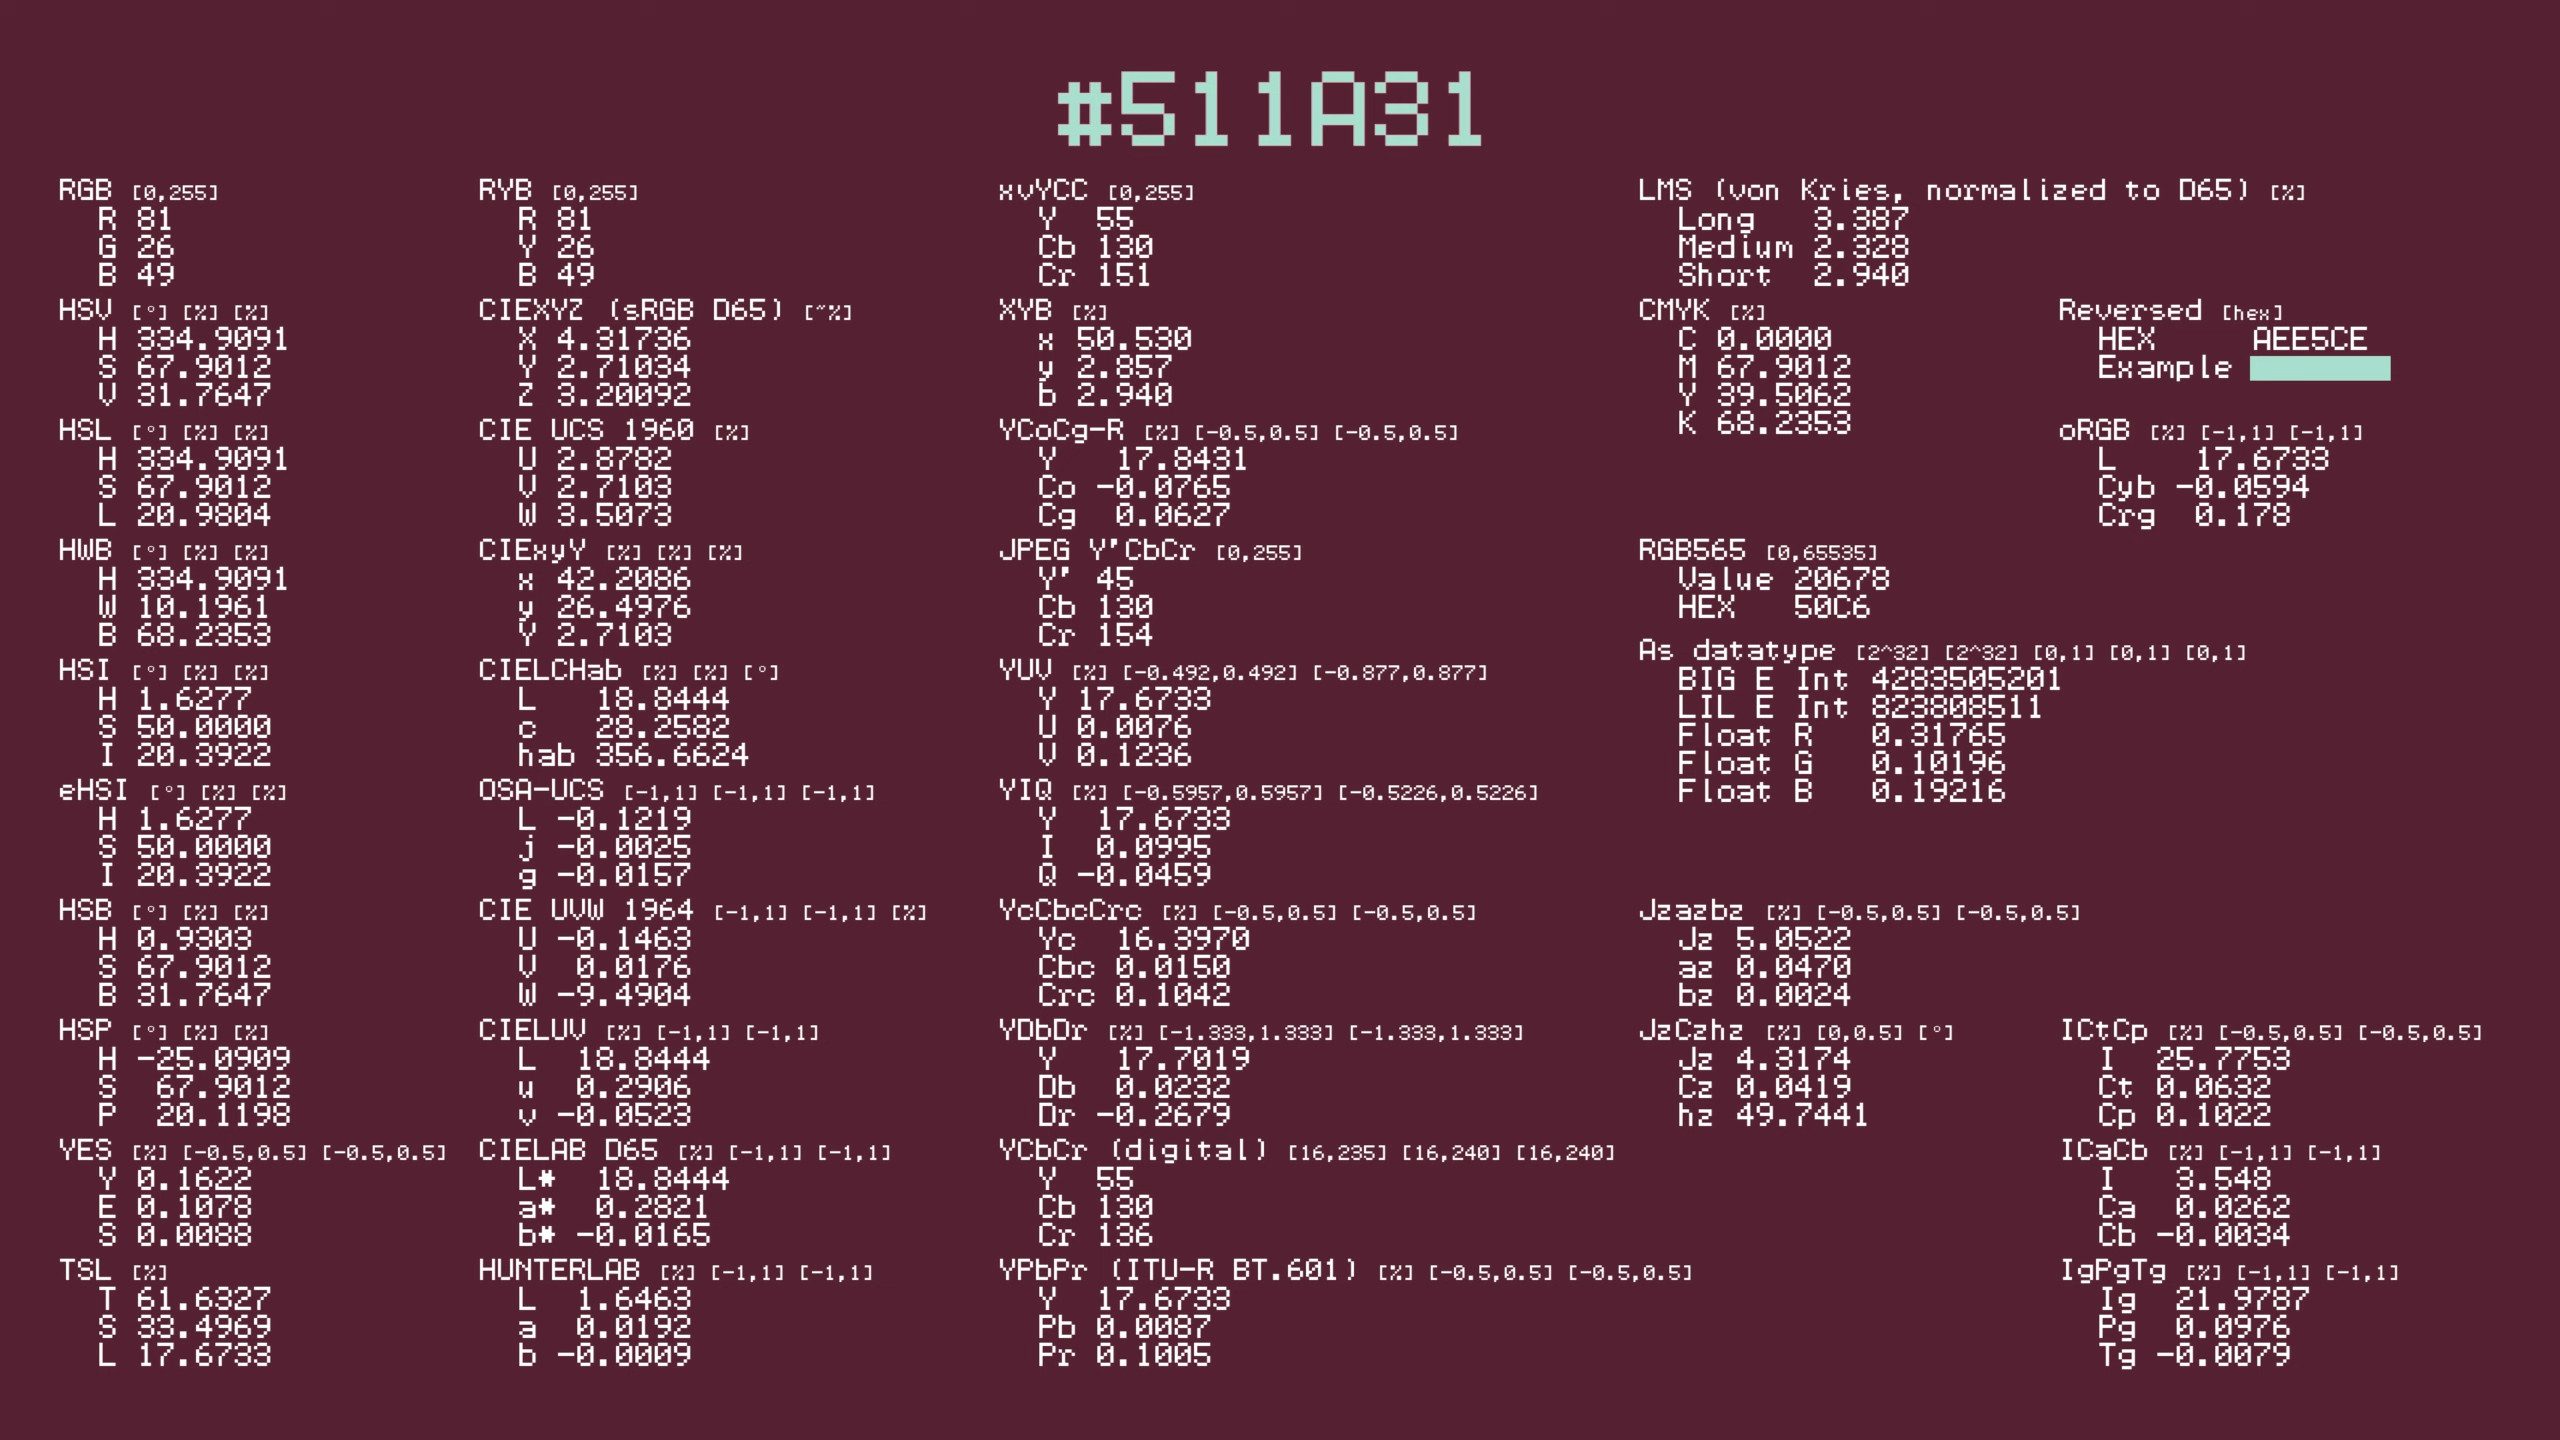 #511A31
RGB [0,255]
R 81
G 26
B 49
HSV [°] [%] [%]
H 334.9091
S 67.9012
V 31.7647
HSL [°] [%] [%]
H 334.9091
S 67.9012
L 20.9804
HWB [°] [%] [%]
H 334.9091
W 10.1961
B 68.2353
HSI [°] [%] [%]
H 1.6277
S 50.0000
I 20.3922
eHSI [°] [%] [%]
H 1.6277
S 50.0000
I 20.3922
HSB [°] [%] [%]
H 0.9303
S 67.9012
B 31.7647
HSP [°] [%] [%]
H -25.0909
S 67.9012
P 20.1198
YES [%] [-0.5,0.5] [-0.5,0.5]
Y 0.1622
E 0.1078
S 0.0088
TSL [%]
T 61.6327
S 33.4969
L 17.6733
RYB [0,255]
R 81
Y 26
B 49
CIEXYZ (sRGB D65) [~%]
X 4.31736
Y 2.71034
Z 3.20092
CIE UCS 1960 [%]
U 2.8782
V 2.7103
W 3.5073
CIExyY [%] [%] [%]
x 42.2086
y 26.4976
Y 2.7103
CIELCHab [%] [%] [°]
L 18.8444
c 28.2582
hab 356.6624
OSA-UCS [-1,1] [-1,1] [-1,1]
L -0.1219
j -0.0025
g -0.0157
CIE UVW 1964 [-1,1] [-1,1] [%]
U -0.1463
V 0.0176
W -9.4904
CIELUV [%] [-1,1] [-1,1]
L 18.8444
u 0.2906
v -0.0523
CIELAB D65 [%] [-1,1] [-1,1]
L* 18.8444
a* 0.2821
b* -0.0165
HUNTERLAB [%] [-1,1] [-1,1]
L 1.6463
a 0.0192
b -0.0009
xvYCC [0,255]
Y 55
Cb 130
Cr 151
XYB [%]
x 50.530
y 2.857
b 2.940
YCoCg-R [%] [-0.5,0.5] [-0.5,0.5]
Y 17.8431
Co -0.0765
Cg 0.0627
JPEG Y'CbCr [0,255]
Y' 45
Cb 130
Cr 154
YUV [%] [-0.492,0.492] [-0.877,0.877]
Y 17.6733
U 0.0076
V 0.1236
YIQ [%] [-0.5957,0.5957] [-0.5226,0.5226]
Y 17.6733
I 0.0995
Q -0.0459
YcCbcCrc [%] [-0.5,0.5] [-0.5,0.5]
Yc 16.3970
Cbc 0.0150
Crc 0.1042
YDbDr [%] [-1.333,1.333] [-1.333,1.333]
Y 17.7019
Db 0.0232
Dr -0.2679
YCbCr (digital) [16,235] [16,240] [16,240]
Y 55
Cb 130
Cr 136
YPbPr (ITU-R BT.601) [%] [-0.5,0.5] [-0.5,0.5]
Y 17.6733
Pb 0.0087
Pr 0.1005
LMS (von Kries, normalized to D65) [%]
Long 3.387
Medium 2.328
Short 2.940
CMYK [%]
C 0.0000
M 67.9012
Y 39.5062
K 68.2353
Reversed [hex]
HEX AEE5CE
Example
oRGB [%] [-1,1] [-1,1]
L 17.6733
Cyb -0.0594
Crg 0.178
RGB565 [0,65535]
Value 20678
HEX 50C6
As datatype [2^32] [2^32] [0,1] [0,1] [0,1]
BIG E Int 4283505201
LIL E Int 823808511
Float R 0.31765
Float G 0.10196
Float B 0.19216
Jzazbz [%] [-0.5,0.5] [-0.5,0.5]
Jz 5.0522
az 0.0470
bz 0.0024
JzCzhz [%] [0,0.5] [°]
Jz 4.3174
Cz 0.0419
hz 49.7441
ICtCp [%] [-0.5,0.5] [-0.5,0.5]
I 25.7753
Ct 0.0632
Cp 0.1022
ICaCb [%] [-1,1] [-1,1]
I 3.548
Ca 0.0262
Cb -0.0034
IgPgTg [%] [-1,1] [-1,1]
Ig 21.9787
Pg 0.0976
Tg -0.0079